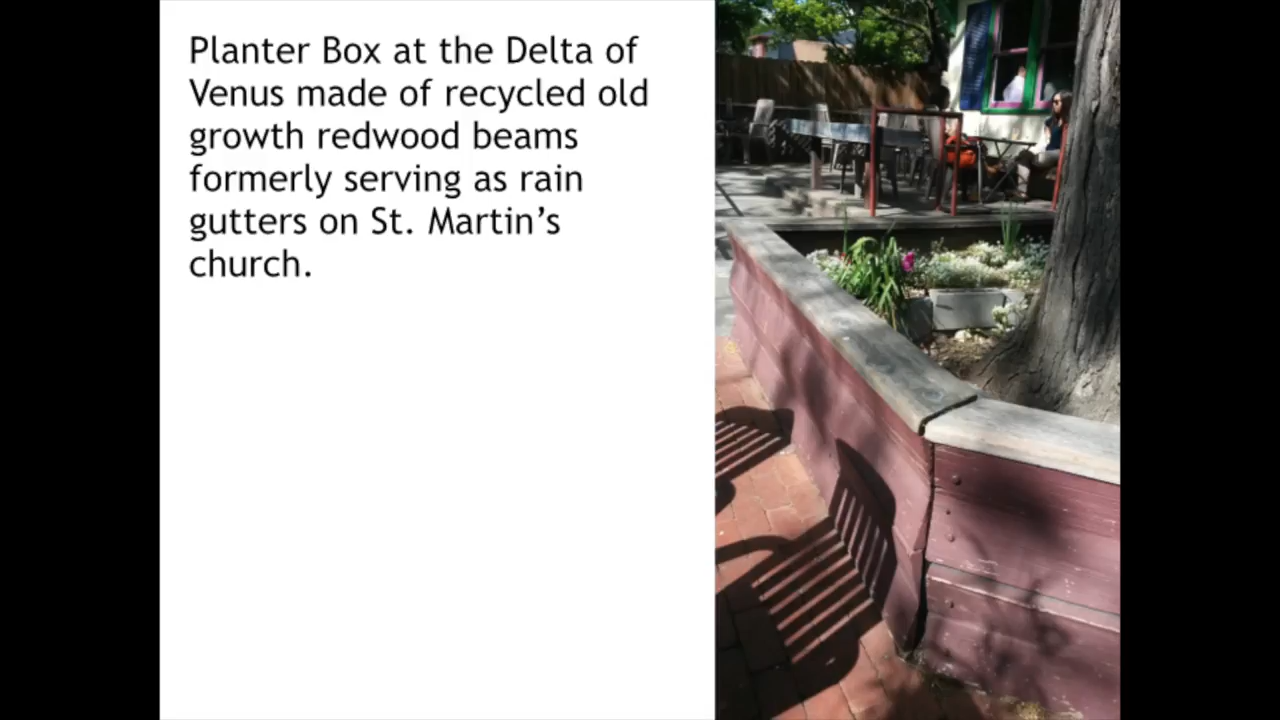 Planter Box at the Delta of
Venus made of recycled old
growth redwood beams
formerly serving as rain
gutters on St. Martin’s
church.